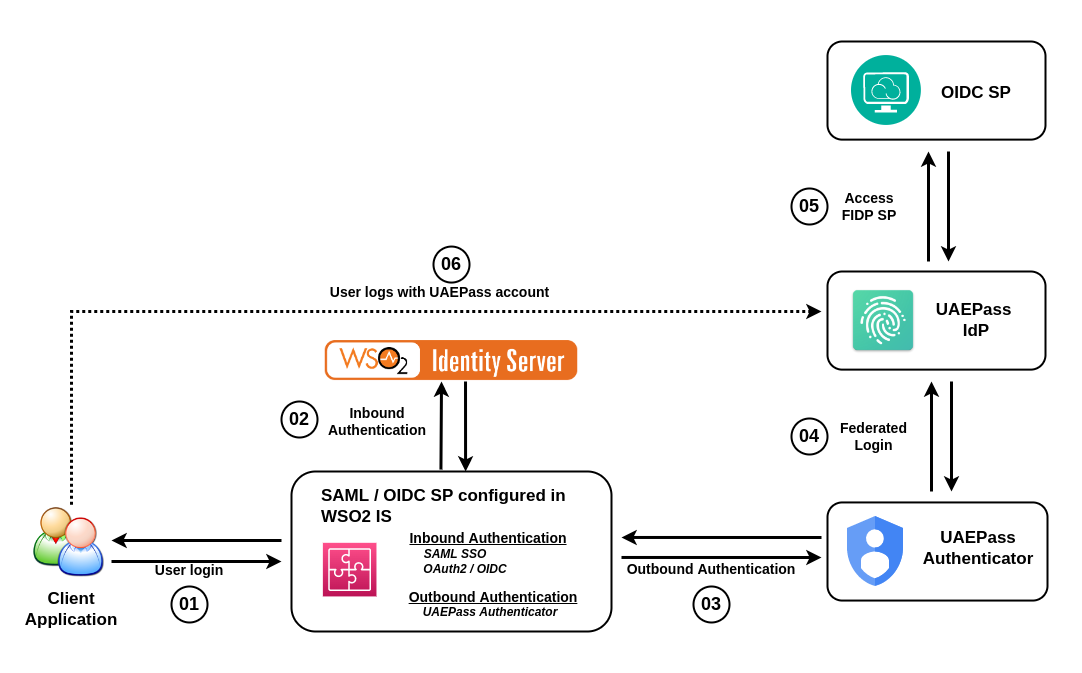 OIDC SP
05
Access
FIDP SP
06
User logs with UAEPass account
UAEPass
IdP
WSO2
Identity Server
02
Inbound
Authentication
04
Federated
Login
SAML / OIDC SP configured in
WSO2 IS
Inbound Authentication
SAML SSO
OAuth2 / OIDC
Outbound Authentication
UAEPass Authenticator
UAEPass
Authenticator
User login
01
Outbound Authentication
03
Client
Application